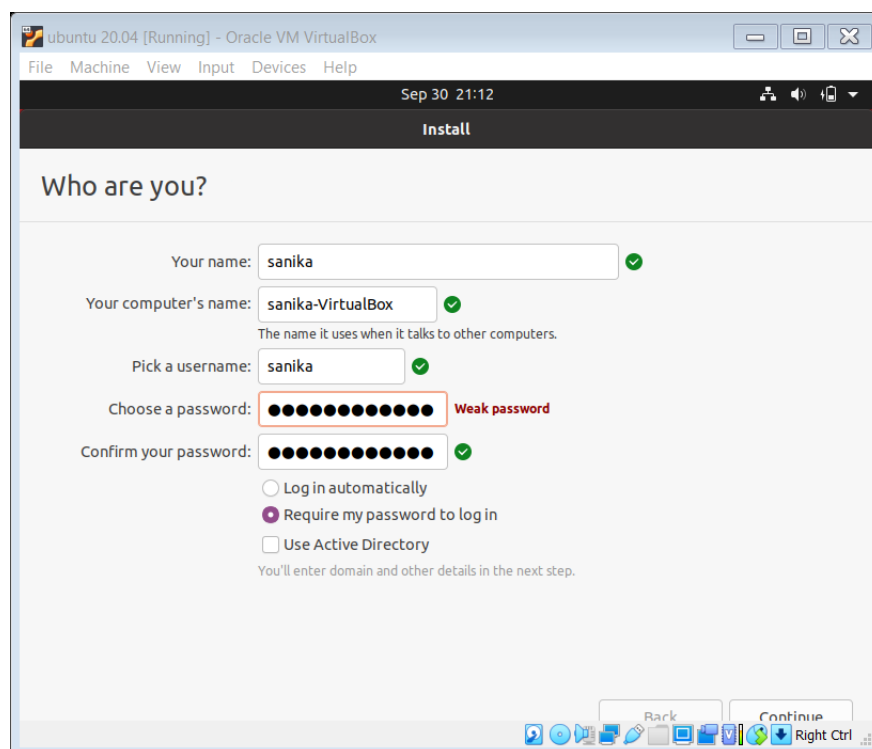 ubuntu 20.04 [Running] - Oracle VM VirtualBox
File Machine View Input Devices Help
Sep 30 21:12
Install
Who are you?
Your name: sanika
Your computer's name: sanika-VirtualBox
The name it uses when it talks to other computers.
Pick a username: sanika
Choose a password: ●●●●●●●●●●●● Weak password
Confirm your password: ●●●●●●●●●●●●
Log in automatically
Require my password to log in
Use Active Directory
You'll enter domain and other details in the next step.
Back Continue
Right Ctrl